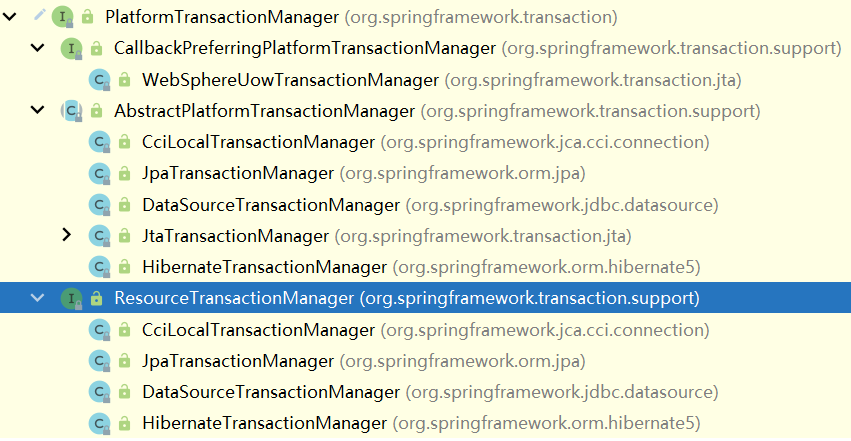 PlatformTransactionManager (org.springframework.transaction)
CallbackPreferringPlatformTransactionManager (org.springframework.transaction.support)
WebSphereUowTransactionManager (org.springframework.transaction.jta)
AbstractPlatformTransactionManager (org.springframework.transaction.support)
CciLocalTransactionManager (org.springframework.jca.cci.connection)
JpaTransactionManager (org.springframework.orm.jpa)
DataSourceTransactionManager (org.springframework.jdbc.datasource)
JtaTransactionManager (org.springframework.transaction.jta)
HibernateTransactionManager (org.springframework.orm.hibernate5)
ResourceTransactionManager (org.springframework.transaction.support)
CciLocalTransactionManager (org.springframework.jca.cci.connection)
JpaTransactionManager (org.springframework.orm.jpa)
DataSourceTransactionManager (org.springframework.jdbc.datasource)
HibernateTransactionManager (org.springframework.orm.hibernate5)